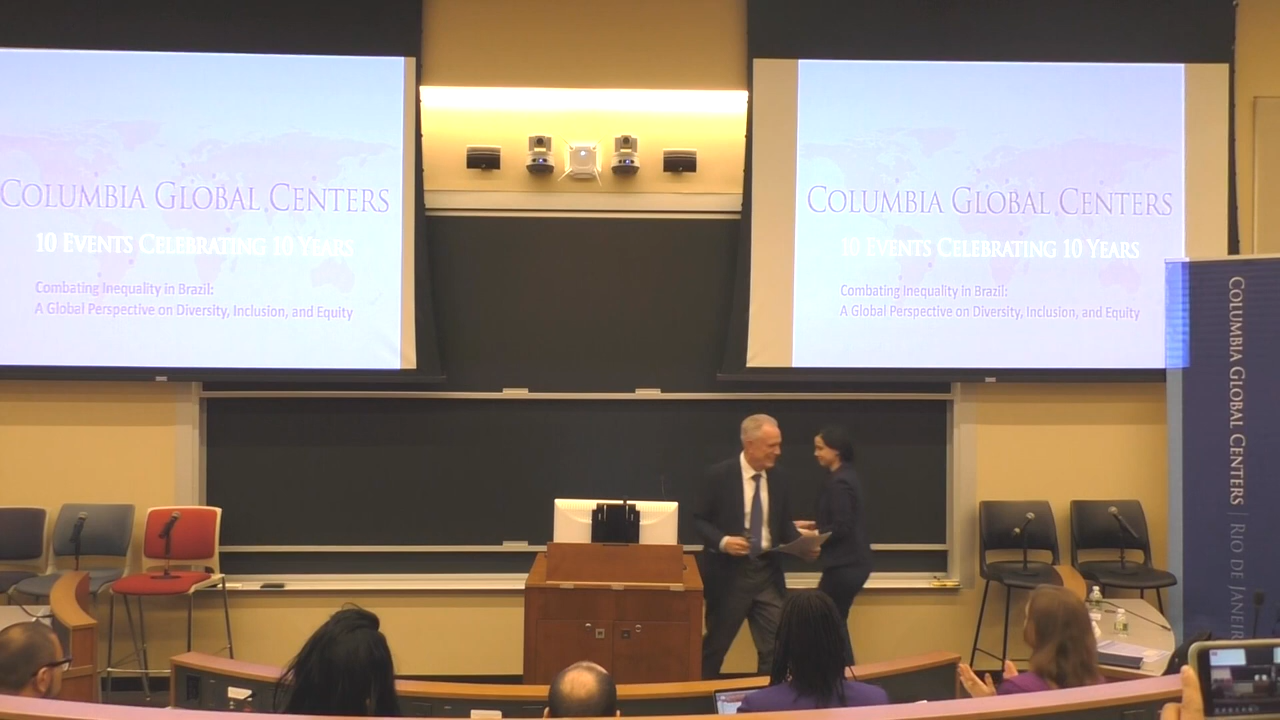 COLUMBIA GLOBAL CENTERS
10 EVENTS CELEBRATING 10 YEARS
Combating Inequality in Brazil:
A Global Perspective on Diversity, Inclusion, and Equity
COLUMBIA GLOBAL CENTERS
10 EVENTS CELEBRATING 10 YEARS
Combating Inequality in Brazil:
A Global Perspective on Diversity, Inclusion, and Equity
COLUMBIA GLOBAL CENTERS | RIO DE JANEIR